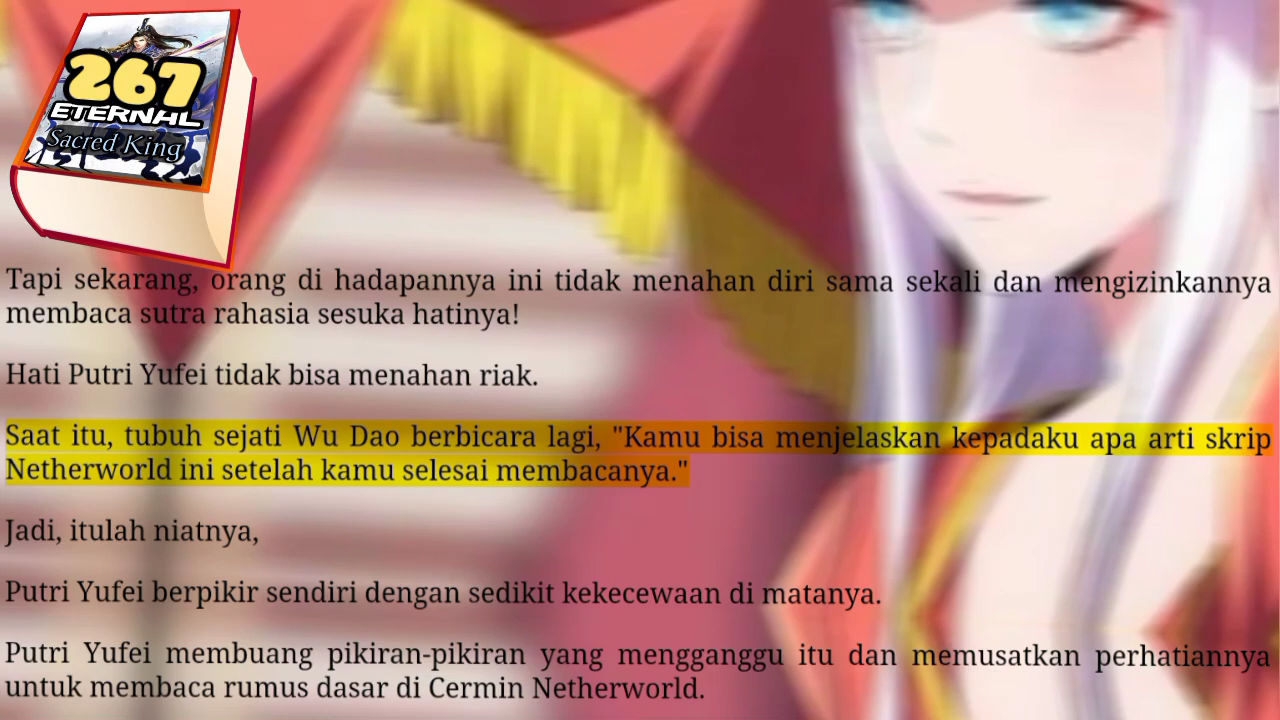 267
ETERNAL
Sacred King
Tapi sekarang, orang di hadapannya ini tidak menahan diri sama sekali dan mengizinkannya
membaca sutra rahasia sesuka hatinya!
Hati Putri Yufei tidak bisa menahan riak.
Saat itu, tubuh sejati Wu Dao berbicara lagi, "Kamu bisa menjelaskan kepadaku apa arti skrip
Netherworld ini setelah kamu selesai membacanya."
Jadi, itulah niatnya,
Putri Yufei berpikir sendiri dengan sedikit kekecewaan di matanya.
Putri Yufei membuang pikiran-pikiran yang mengganggu itu dan memusatkan perhatiannya
untuk membaca rumus dasar di Cermin Netherworld.